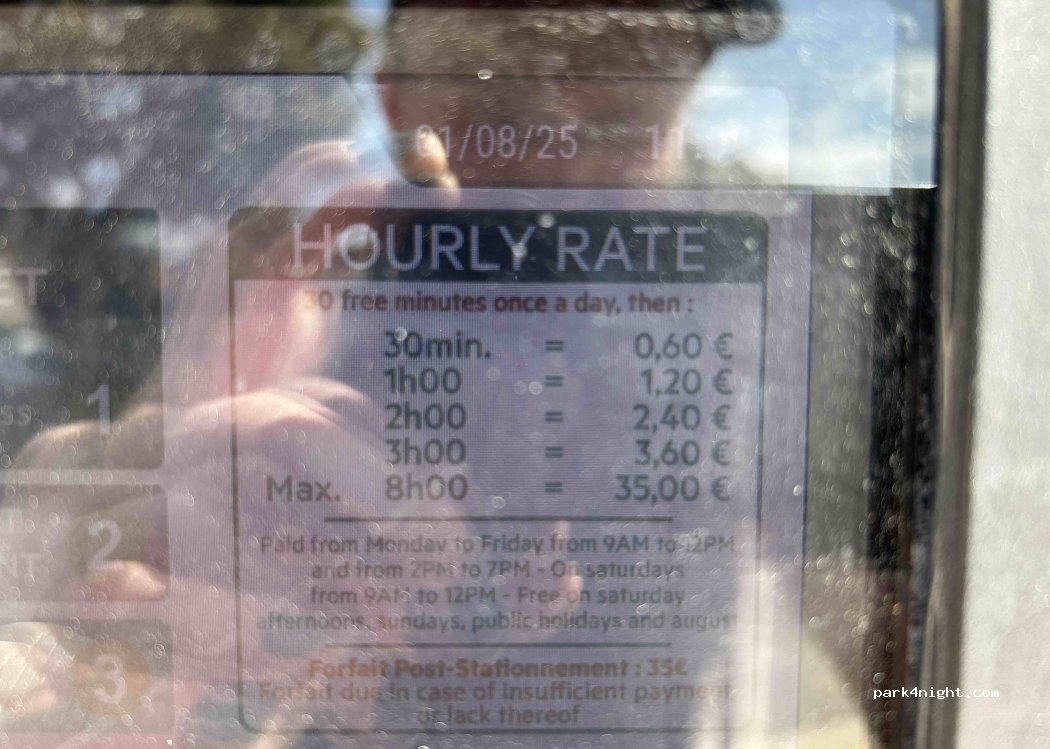 01/08/25
HOURLY RATE
30 free minutes once a day, then :
30min. = 0,60 €
1h00 = 1,20 €
2h00 = 2,40 €
3h00 = 3,60 €
Max. 8h00 = 35,00 €
1
2
Paid from Monday to Friday from 9AM to 12PM
and from 2PM to 7PM - On saturdays
from 9AM to 12PM - Free on saturday
afternoons, sundays, public holidays and august
3
Forfait Post-Stationnement : 35€
Forfait due in case of insufficient payment
or lack thereof
park4night.com